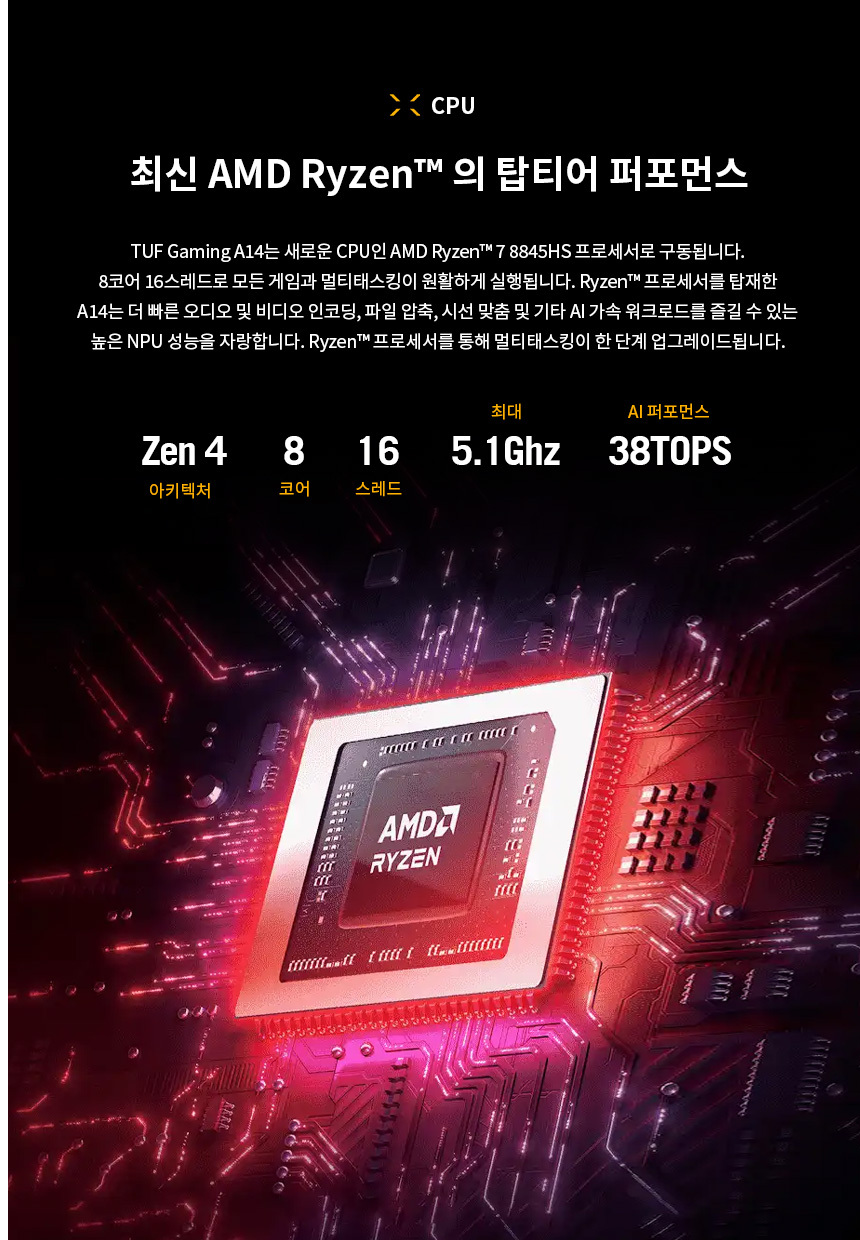 CPU
최신 AMD Ryzen™ 의 탑티어 퍼포먼스
TUF Gaming A14는 새로운 CPU인 AMD Ryzen™ 7 8845HS 프로세서로 구동됩니다.
8코어 16스레드로 모든 게임과 멀티태스킹이 원활하게 실행됩니다. Ryzen™ 프로세서를 탑재한
A14는 더 빠른 오디오 및 비디오 인코딩, 파일 압축, 시선 맞춤 및 기타 AI 가속 워크로드를 즐길 수 있는
높은 NPU 성능을 자랑합니다. Ryzen™ 프로세서를 통해 멀티태스킹이 한 단계 업그레이드됩니다.
최대 AI 퍼포먼스
Zen 4 8 16 5.1Ghz 38TOPS
아키텍처 코어 스레드
AMD
RYZEN